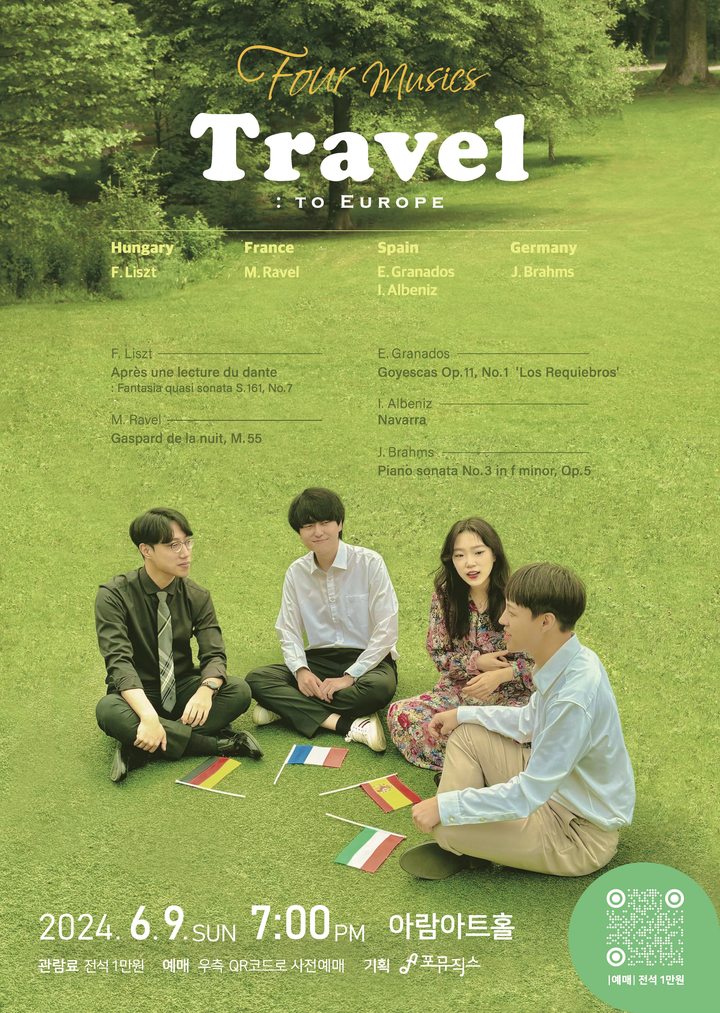 Four Musics
Travel
: TO EUROPE
Hungary
F. Liszt
France
M. Ravel
Spain
E. Granados
I. Albeniz
Germany
J. Brahms
F. Liszt
Après une lecture du dante
: Fantasia quasi sonata S.161, No.7
M. Ravel
Gaspard de la nuit, M.55
E. Granados
Goyescas Op.11, No.1 'Los Requiebros'
I. Albeniz
Navarra
J. Brahms
Piano sonata No.3 in f minor, Op.5
2024. 6.9.SUN 7:00PM 아람아트홀
관람료 전석 1만원 예매 우측 QR코드로 사전예매 기획 포뮤직스
|예매| 전석 1만원